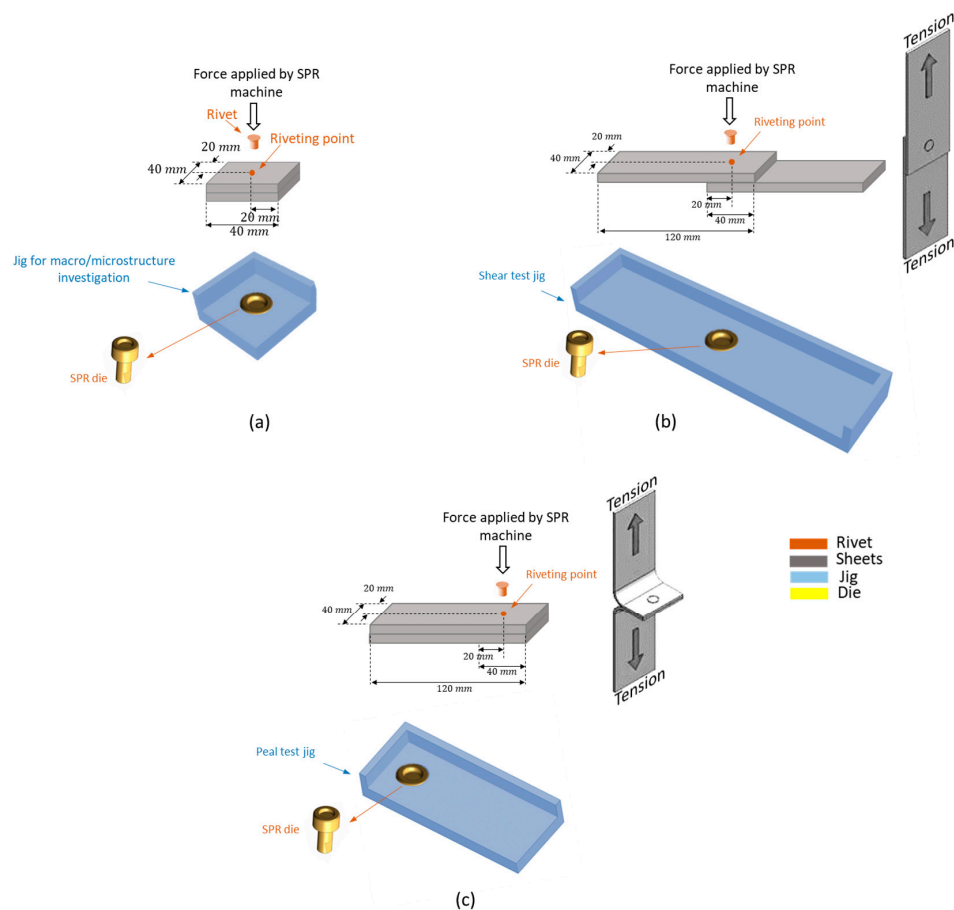 Force applied by SPR
machine
Rivet
Riveting point
20 mm
40 mm
20 mm
40 mm
Jig for macro/microstructure
investigation
SPR die
(a)
Force applied by SPR
machine
Riveting point
20 mm
40 mm
20 mm
40 mm
120 mm
Tension
Tension
Shear test jig
SPR die
(b)
Force applied by SPR
machine
Riveting point
20 mm
40 mm
20 mm
40 mm
120 mm
Tension
Tension
Peal test jig
SPR die
(c)
Rivet
Sheets
Jig
Die